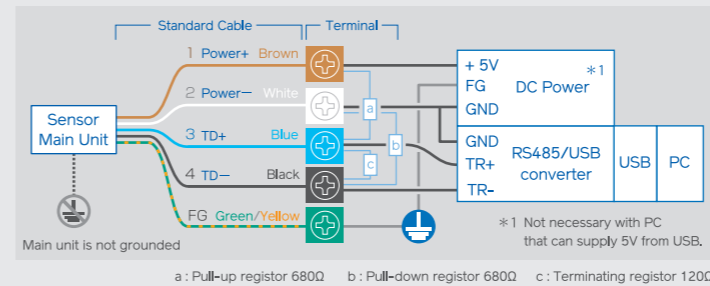 Standard Cable
Terminal
1 Power+ Brown
2 Power− White
3 TD+ Blue
4 TD− Black
FG Green/Yellow
Sensor
Main Unit
Main unit is not grounded
a
b
c
+ 5V
FG
GND
DC Power
*1
GND
TR+
TR-
RS485/USB
converter
USB
PC
*1 Not necessary with PC
that can supply 5V from USB.
a : Pull-up registor 680Ω b : Pull-down registor 680Ω c : Terminating registor 120Ω